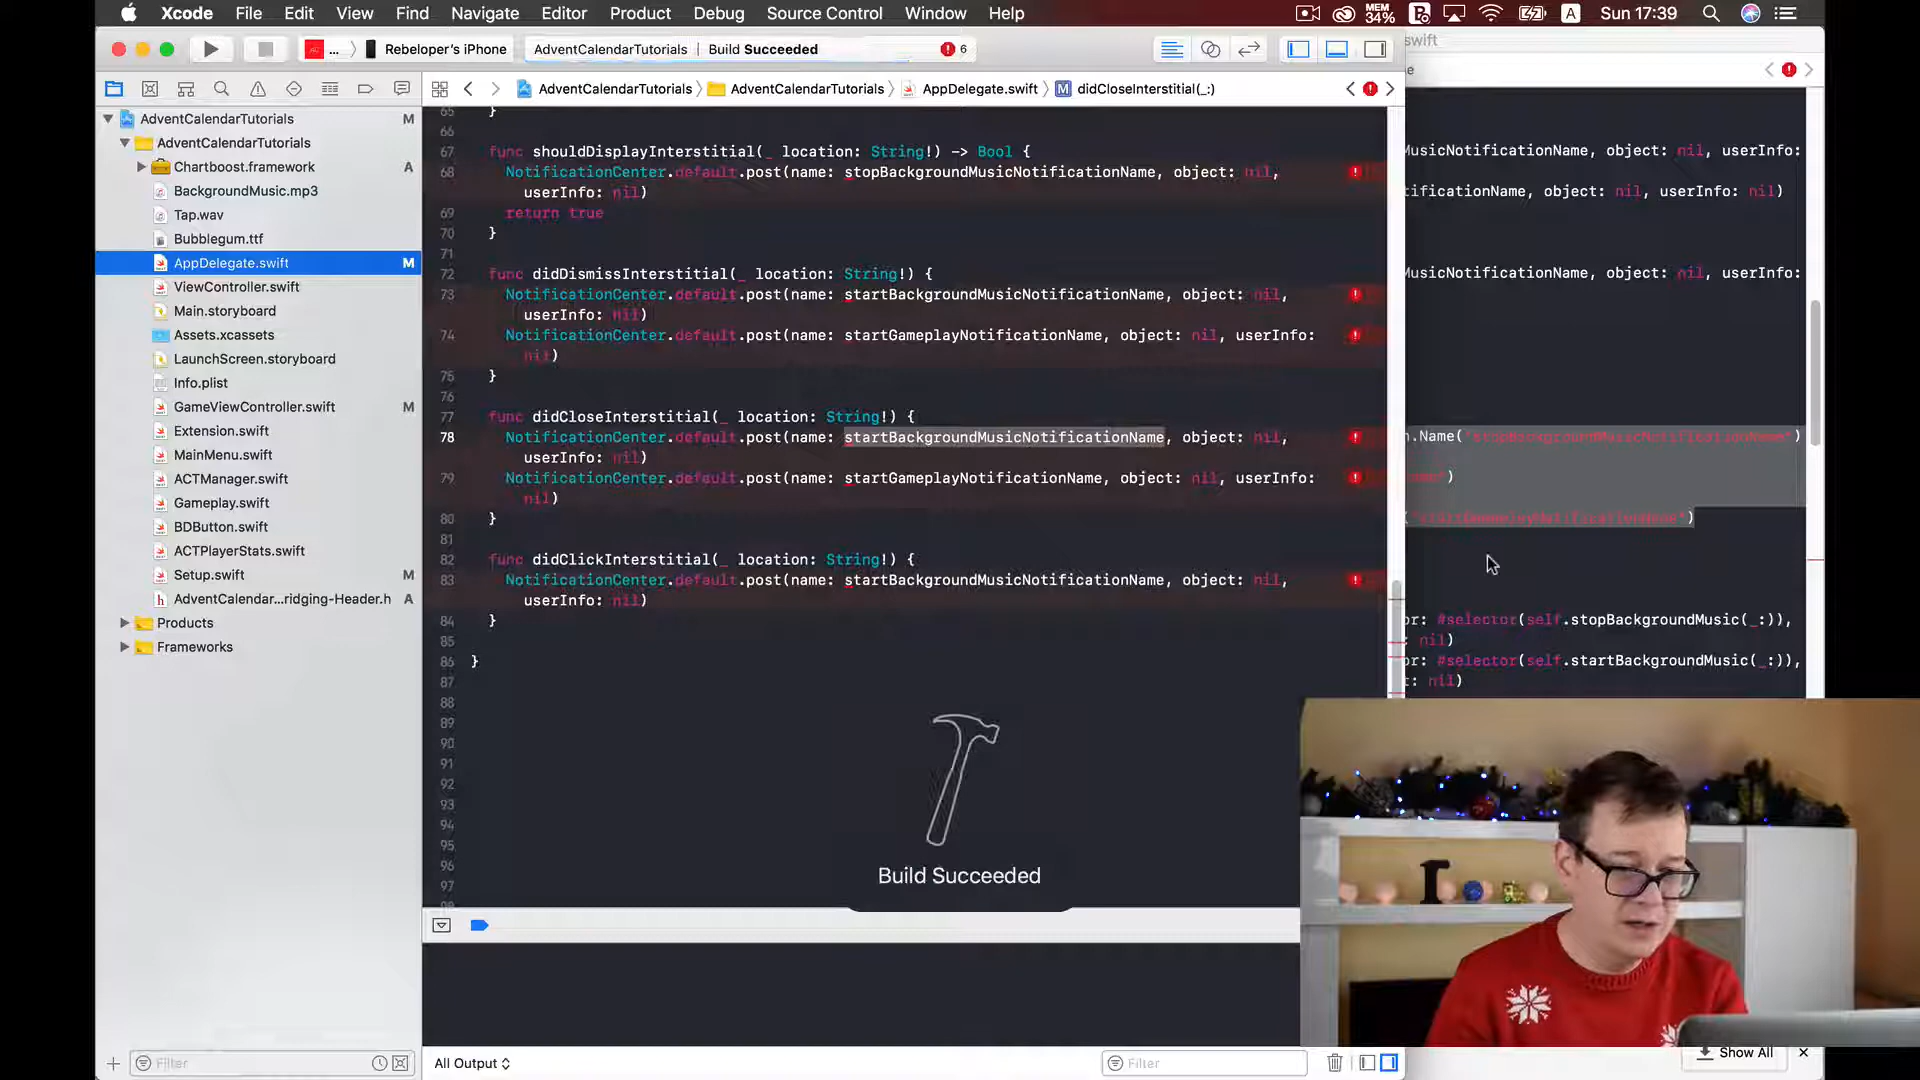 Xcode File Edit View Find Navigate Editor Product Debug Source Control Window Help MEM 34% A Sun 17:39
... Rebeloper's iPhone AdventCalendarTutorials | Build Succeeded 6
AdventCalendarTutorials AdventCalendarTutorials AppDelegate.swift didCloseInterstitial(_:)
AdventCalendarTutorials M
AdventCalendarTutorials
Chartboost.framework A
BackgroundMusic.mp3
Tap.wav
Bubblegum.ttf
AppDelegate.swift M
ViewController.swift
Main.storyboard
Assets.xcassets
LaunchScreen.storyboard
Info.plist
GameViewController.swift M
Extension.swift
MainMenu.swift
ACTManager.swift
Gameplay.swift
BDButton.swift
ACTPlayerStats.swift
Setup.swift M
AdventCalendar...ridging-Header.h A
Products
Frameworks
Filter
65 }
66
67 func shouldDisplayInterstitial(_ location: String!) -> Bool {
68 NotificationCenter.default.post(name: stopBackgroundMusicNotificationName, object: nil,
userInfo: nil)
69 return true
70 }
71
72 func didDismissInterstitial(_ location: String!) {
73 NotificationCenter.default.post(name: startBackgroundMusicNotificationName, object: nil,
userInfo: nil)
74 NotificationCenter.default.post(name: startGameplayNotificationName, object: nil, userInfo:
nil)
75 }
76
77 func didCloseInterstitial(_ location: String!) {
78 NotificationCenter.default.post(name: startBackgroundMusicNotificationName, object: nil,
userInfo: nil)
79 NotificationCenter.default.post(name: startGameplayNotificationName, object: nil, userInfo:
nil)
80 }
81
82 func didClickInterstitial(_ location: String!) {
83 NotificationCenter.default.post(name: startBackgroundMusicNotificationName, object: nil,
userInfo: nil)
84 }
85
86 }
87
88
89
90
91
92
93
94
95
96
97
Build Succeeded
All Output
Filter
swift
e
MusicNotificationName, object: nil, userInfo:
tificationName, object: nil, userInfo: nil)
MusicNotificationName, object: nil, userInfo:
n.Name("stopBackgroundMusicNotificationName")
")
("startGameplayNotificationName")
or: #selector(self.stopBackgroundMusic(_:)),
: nil)
or: #selector(self.startBackgroundMusic(_:)),
t: nil)
r
Show All